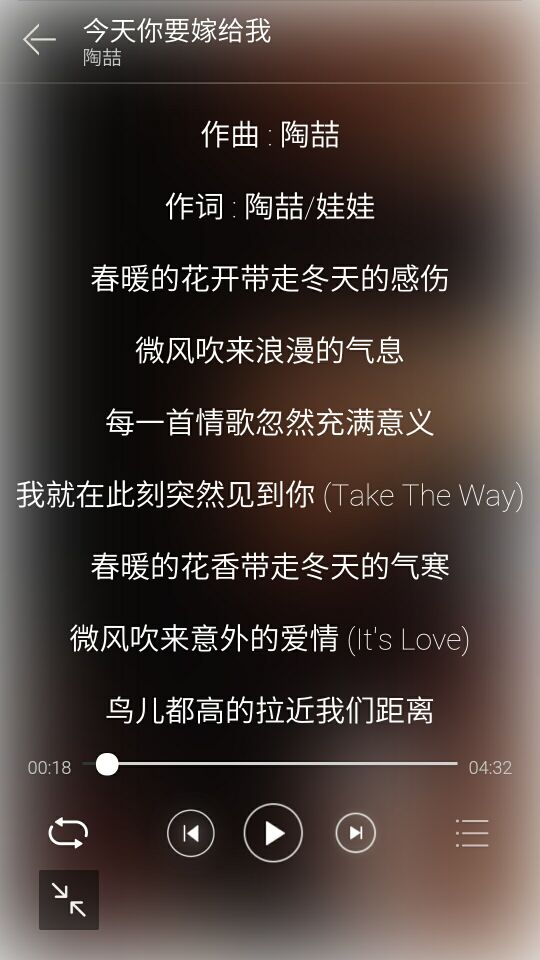 今天你要嫁给我
陶喆
作曲 : 陶喆
作词 : 陶喆/娃娃
春暖的花开带走冬天的感伤
微风吹来浪漫的气息
每一首情歌忽然充满意义
我就在此刻突然见到你 (Take The Way)
春暖的花香带走冬天的气寒
微风吹来意外的爱情 (It's Love)
鸟儿都高的拉近我们距离
00:18
04:32